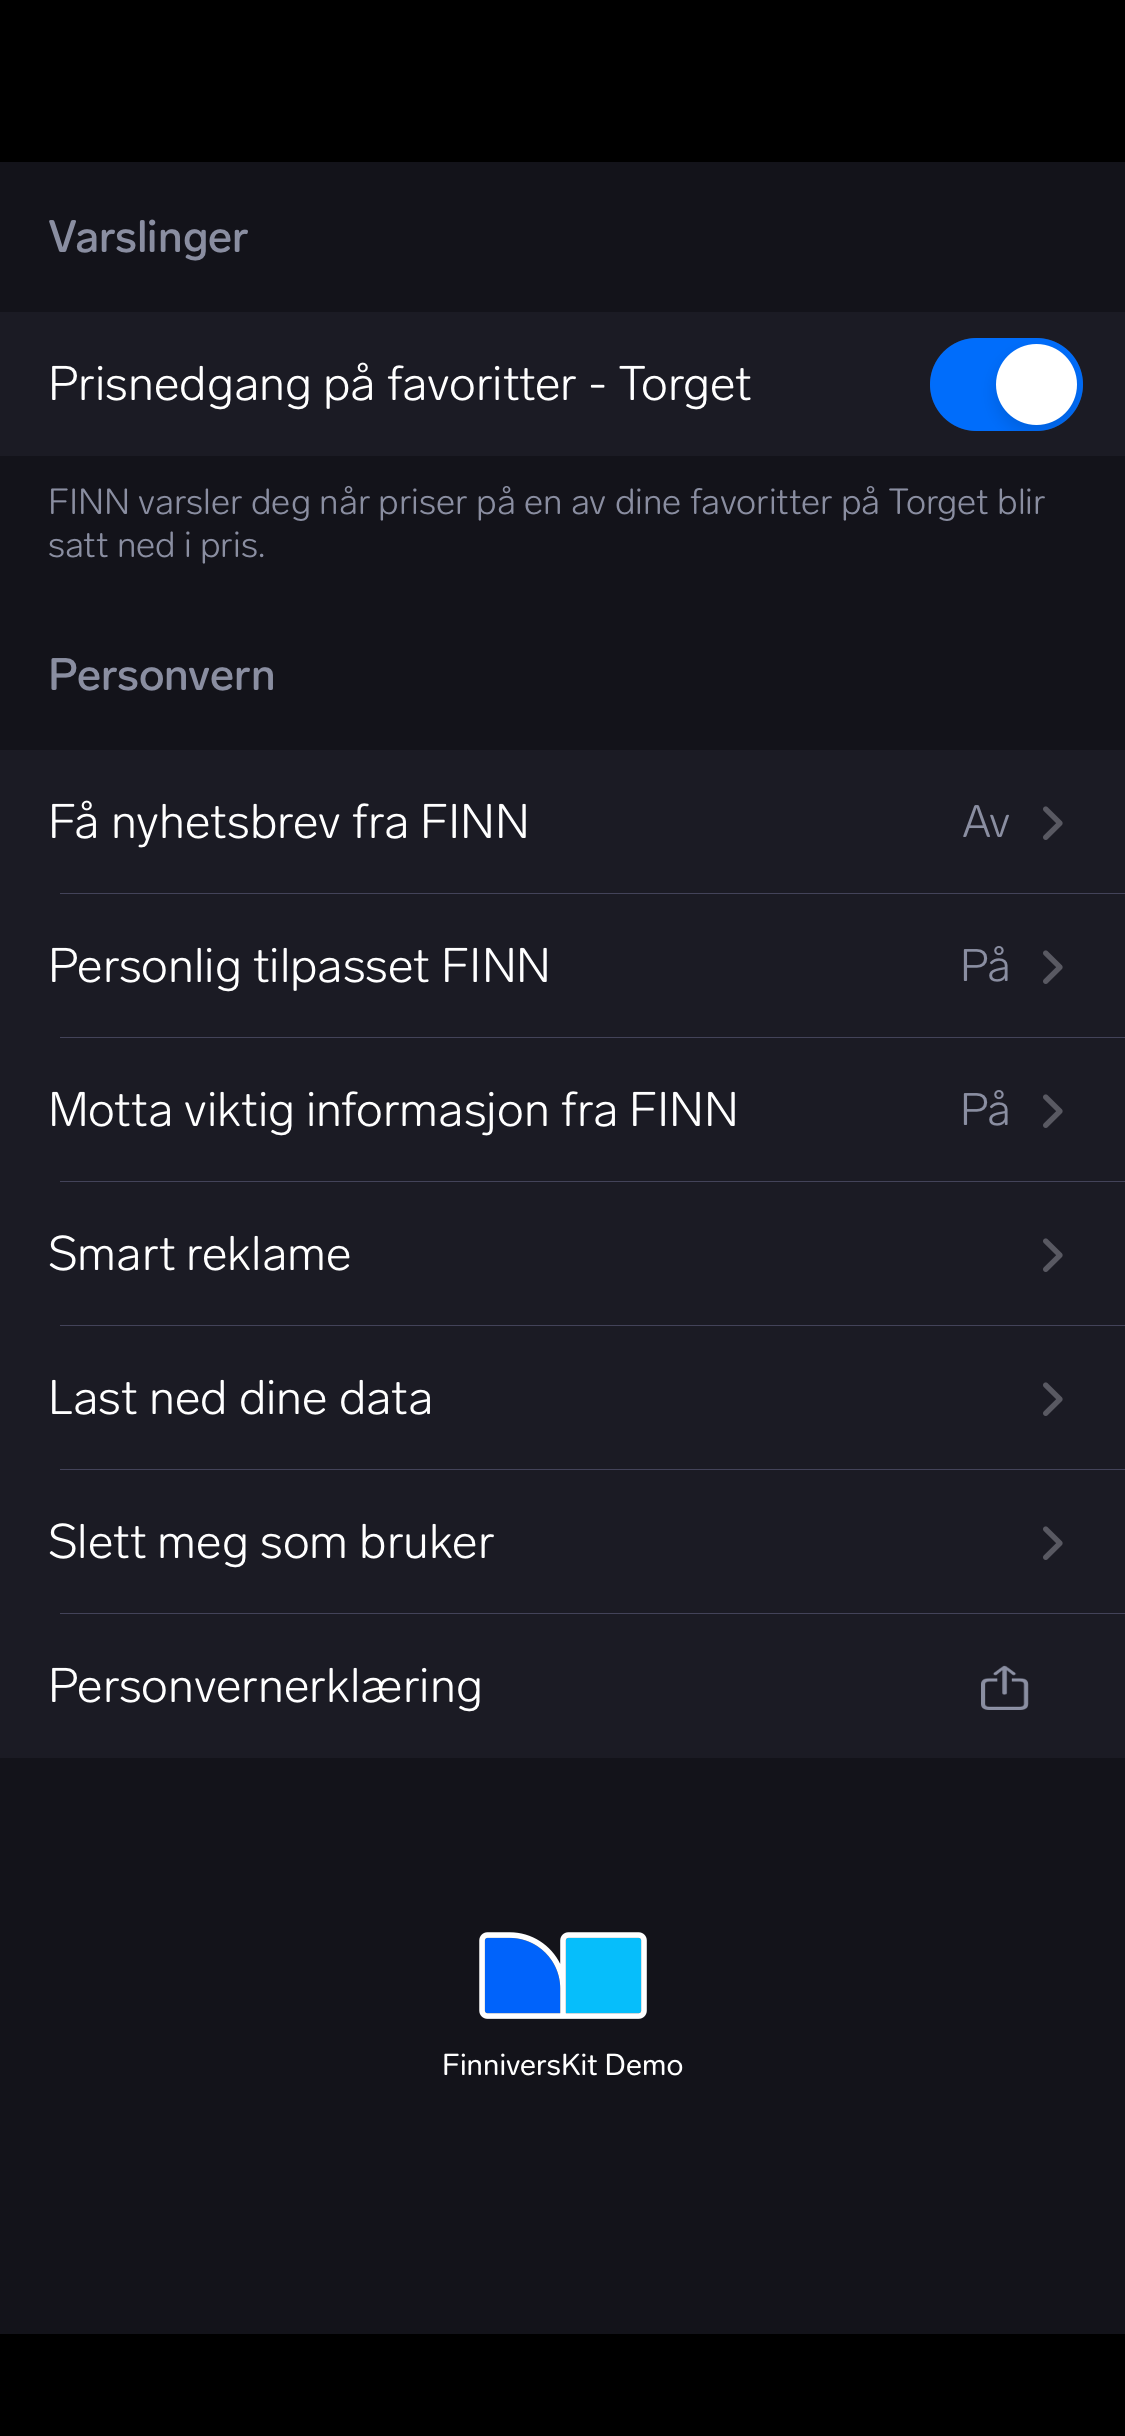 Varslinger
Prisnedgang på favoritter - Torget
FINN varsler deg når priser på en av dine favoritter på Torget blir
satt ned i pris.
Personvern
Få nyhetsbrev fra FINN Av
Personlig tilpasset FINN På
Motta viktig informasjon fra FINN På
Smart reklame
Last ned dine data
Slett meg som bruker
Personvernerklæring
FinniversKit Demo